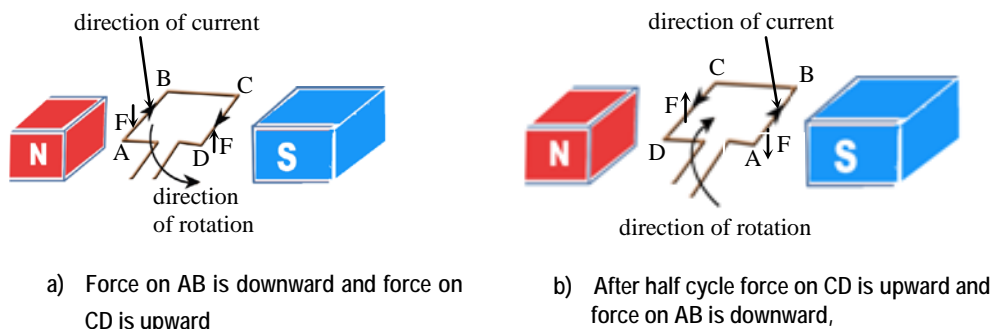 direction of current
B
C
F
A
D
F
N
S
direction
of rotation
a) Force on AB is downward and force on
CD is upward
direction of current
C
B
F
D
A
F
N
S
direction of rotation
b) After half cycle force on CD is upward and
force on AB is downward,